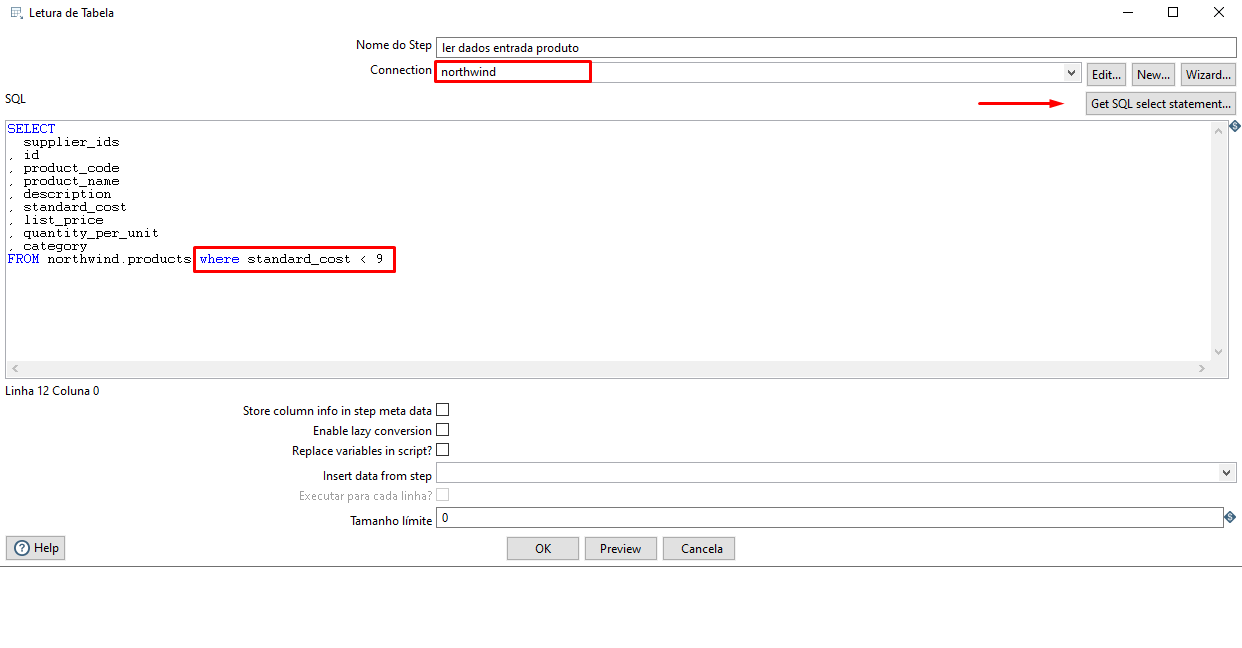 Letura de Tabela
Nome do Step ler dados entrada produto
Connection northwind Edit... New... Wizard...
SQL Get SQL select statement...
SELECT
supplier_ids
, id
, product_code
, product_name
, description
, standard_cost
, list_price
, quantity_per_unit
, category
FROM northwind.products where standard_cost < 9
Linha 12 Coluna 0
Store column info in step meta data
Enable lazy conversion
Replace variables in script?
Insert data from step
Executar para cada linha?
Tamanho límite 0
Help OK Preview Cancela